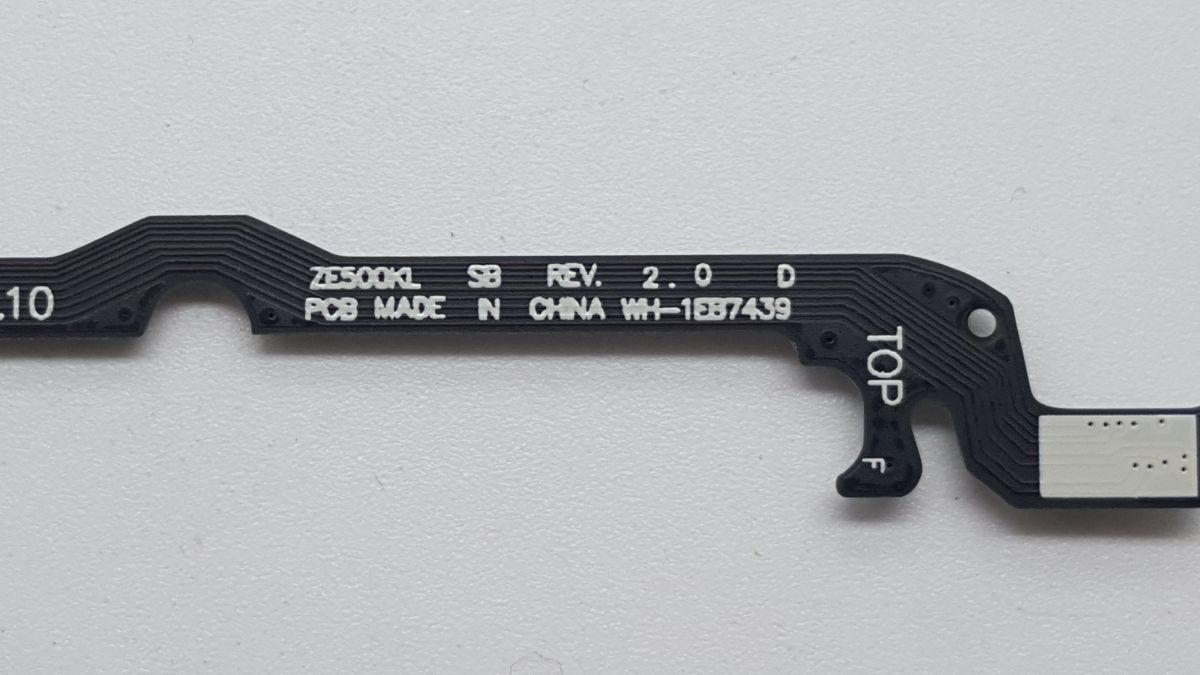 .10
ZE500KL SB REV. 2.0 D
PCB MADE IN CHINA WH-1EB7439
TOP
F